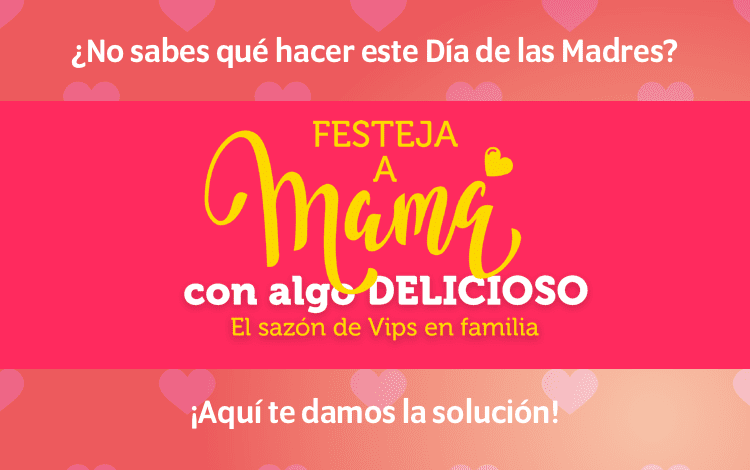 ¿No sabes qué hacer este Día de las Madres?
FESTEJA
A
Mamá
con algo DELICIOSO
El sazón de Vips en familia
¡Aquí te damos la solución!